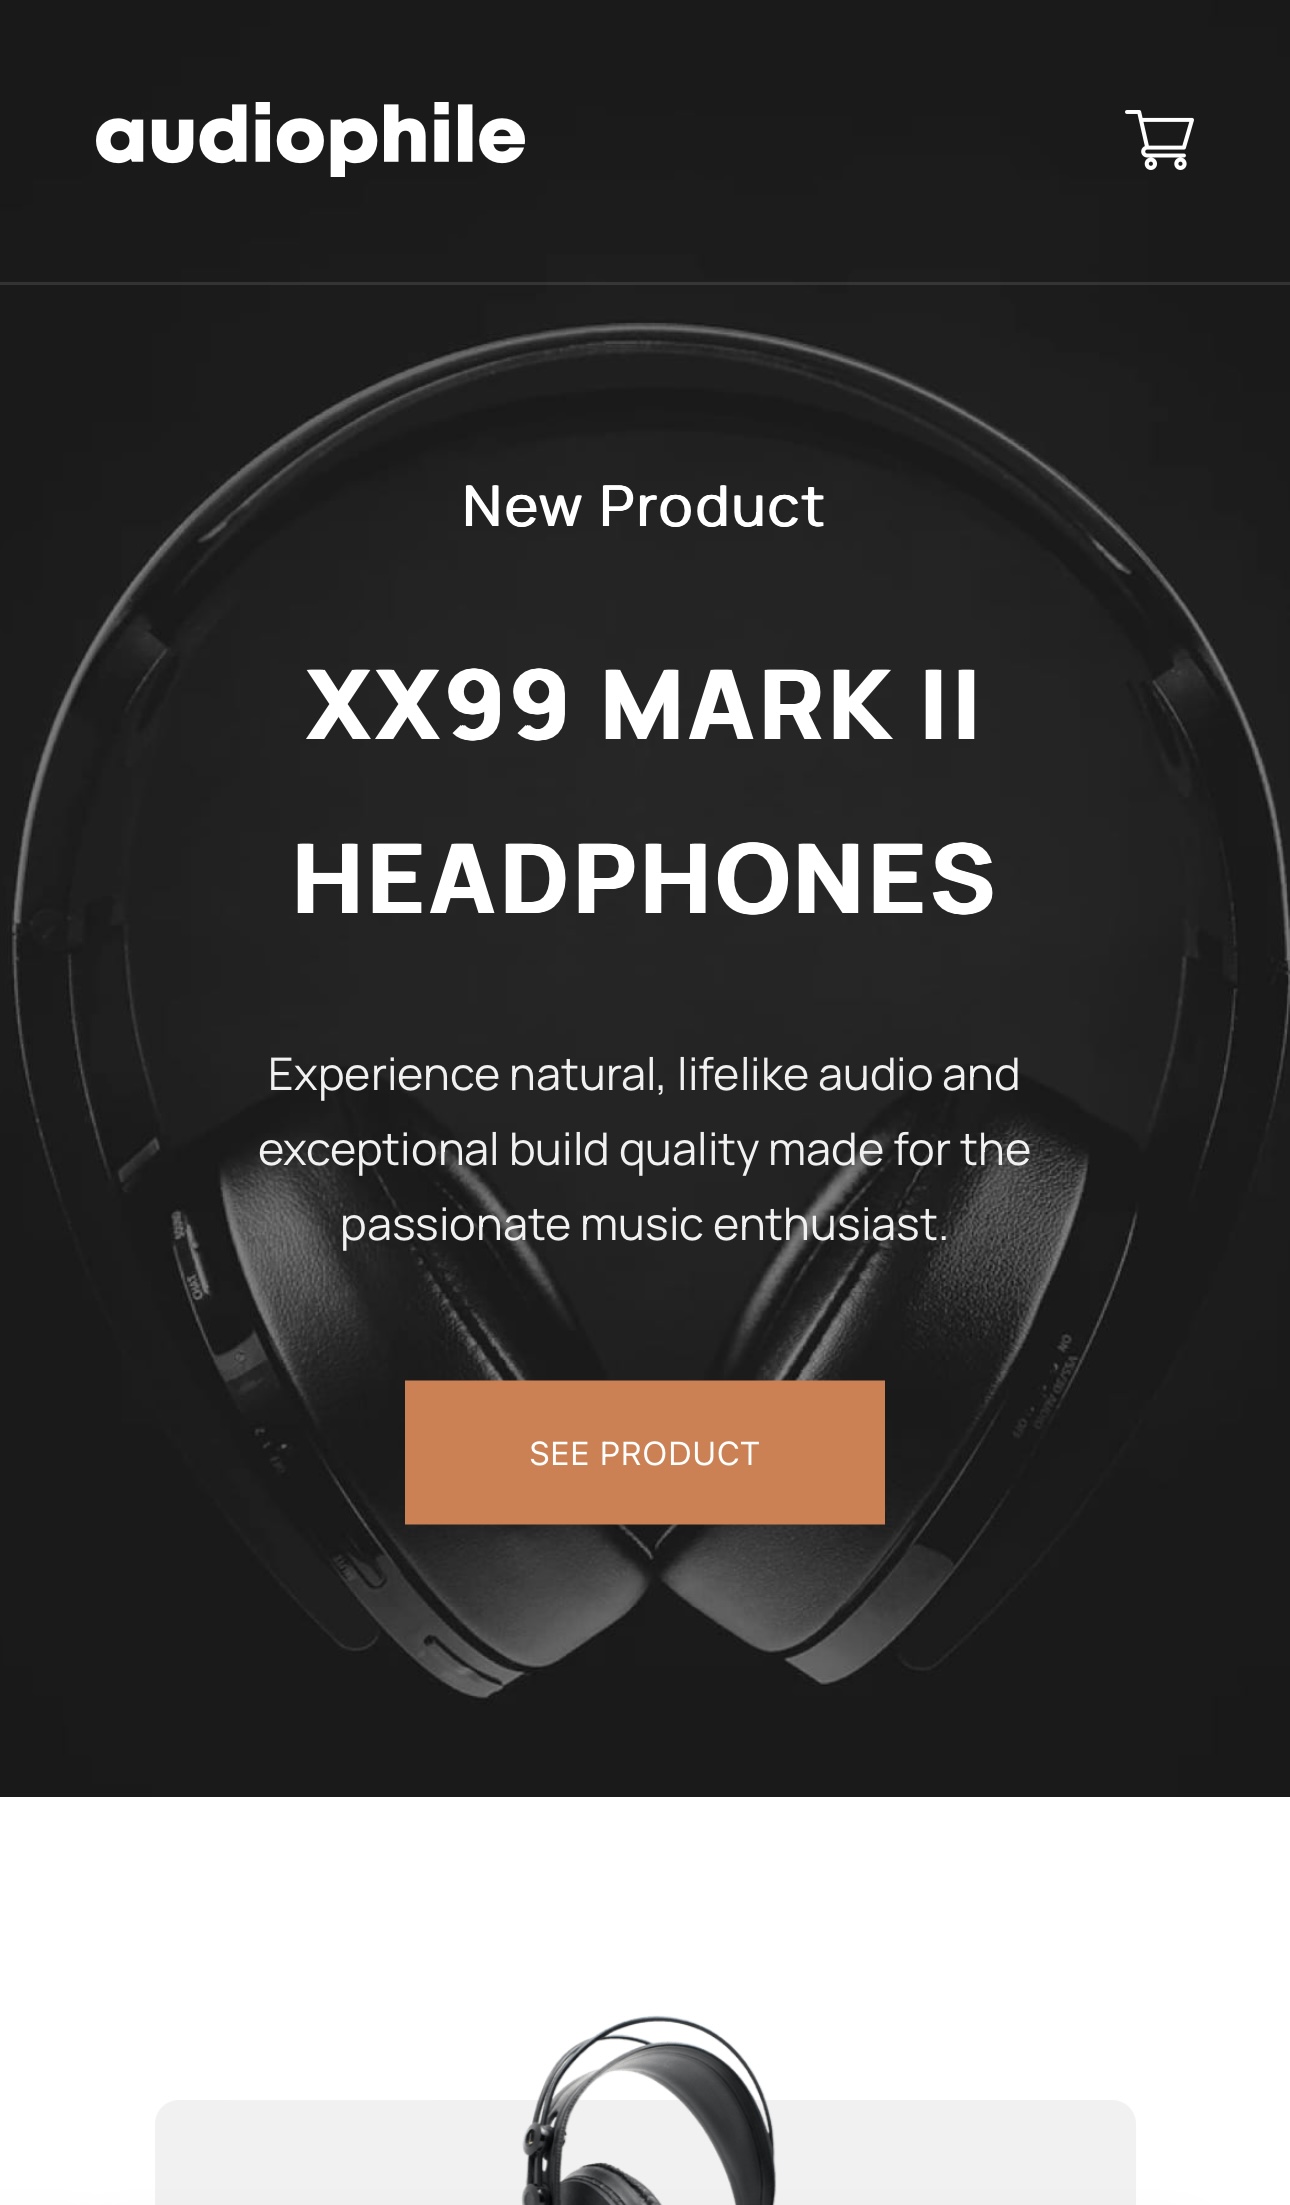 audiophile
New Product
XX99 MARK II
HEADPHONES
Experience natural, lifelike audio and
exceptional build quality made for the
passionate music enthusiast.
SEE PRODUCT